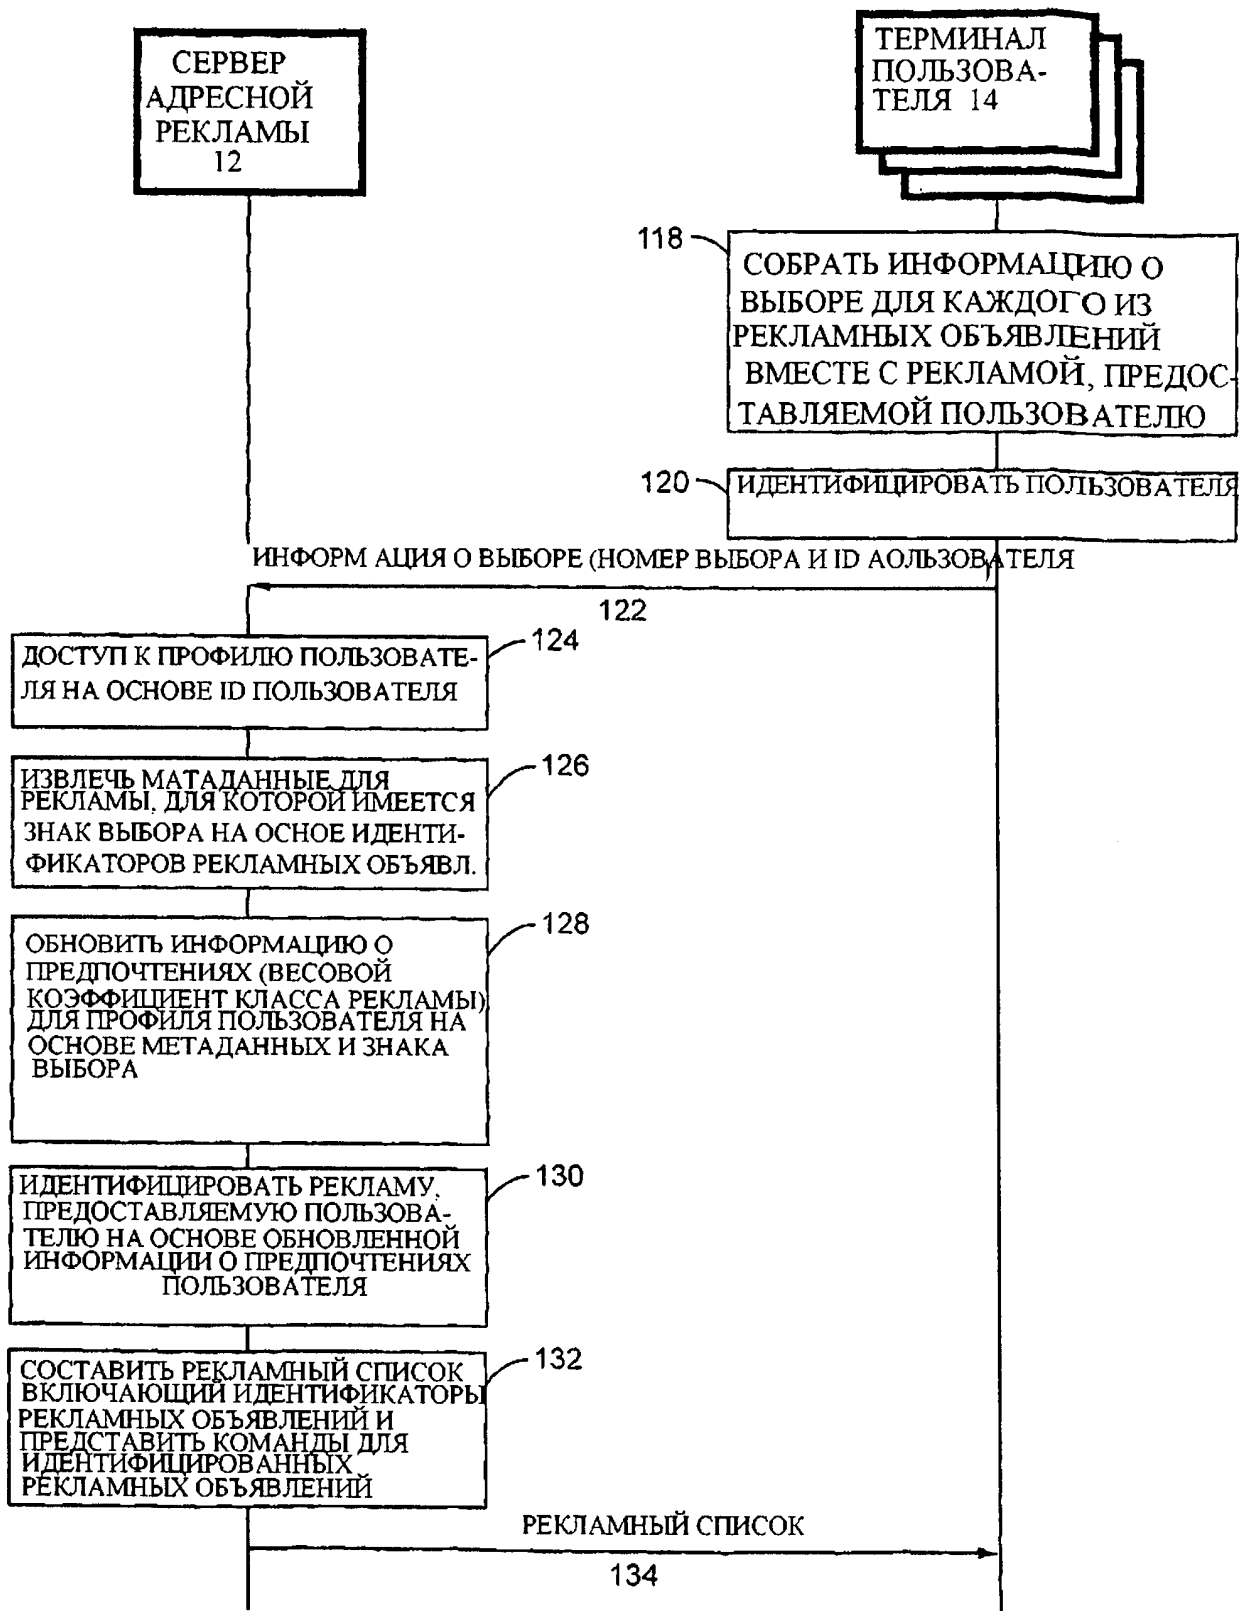 СЕРВЕР
АДРЕСНОЙ
РЕКЛАМЫ
12
ТЕРМИНАЛ
ПОЛЬЗОВА-
ТЕЛЯ 14
118
СОБРАТЬ ИНФОРМАЦИЮ О
ВЫБОРЕ ДЛЯ КАЖДОГО ИЗ
РЕКЛАМНЫХ ОБЪЯВЛЕНИЙ
ВМЕСТЕ С РЕКЛАМОЙ, ПРЕДОС-
ТАВЛЯЕМОЙ ПОЛЬЗОВАТЕЛЮ
120
ИДЕНТИФИЦИРОВАТЬ ПОЛЬЗОВАТЕЛЯ
ИНФОРМ АЦИЯ О ВЫБОРЕ (НОМЕР ВЫБОРА И ID АОЛЬЗОВАТЕЛЯ)
122
124
ДОСТУП К ПРОФИЛЮ ПОЛЬЗОВАТЕ-
ЛЯ НА ОСНОВЕ ID ПОЛЬЗОВАТЕЛЯ
126
ИЗВЛЕЧЬ МАТАДАННЫЕ ДЛЯ
РЕКЛАМЫ, ДЛЯ КОТОРОЙ ИМЕЕТСЯ
ЗНАК ВЫБОРА НА ОСНОЕ ИДЕНТИ-
ФИКАТОРОВ РЕКЛАМНЫХ ОБЪЯВЛ.
128
ОБНОВИТЬ ИНФОРМАЦИЮ О
ПРЕДПОЧТЕНИЯХ (ВЕСОВОЙ
КОЭФФИЦИЕНТ КЛАССА РЕКЛАМЫ)
ДЛЯ ПРОФИЛЯ ПОЛЬЗОВАТЕЛЯ НА
ОСНОВЕ МЕТАДАННЫХ И ЗНАКА
ВЫБОРА
130
ИДЕНТИФИЦИРОВАТЬ РЕКЛАМУ,
ПРЕДОСТАВЛЯЕМУЮ ПОЛЬЗОВА-
ТЕЛЮ НА ОСНОВЕ ОБНОВЛЕННОЙ
ИНФОРМАЦИИ О ПРЕДПОЧТЕНИЯХ
ПОЛЬЗОВАТЕЛЯ
132
СОСТАВИТЬ РЕКЛАМНЫЙ СПИСОК
ВКЛЮЧАЮЩИЙ ИДЕНТИФИКАТОРЫ
РЕКЛАМНЫХ ОБЪЯВЛЕНИЙ И
ПРЕДСТАВИТЬ КОМАНДЫ ДЛЯ
ИДЕНТИФИЦИРОВАННЫХ
РЕКЛАМНЫХ ОБЪЯВЛЕНИЙ
РЕКЛАМНЫЙ СПИСОК
134